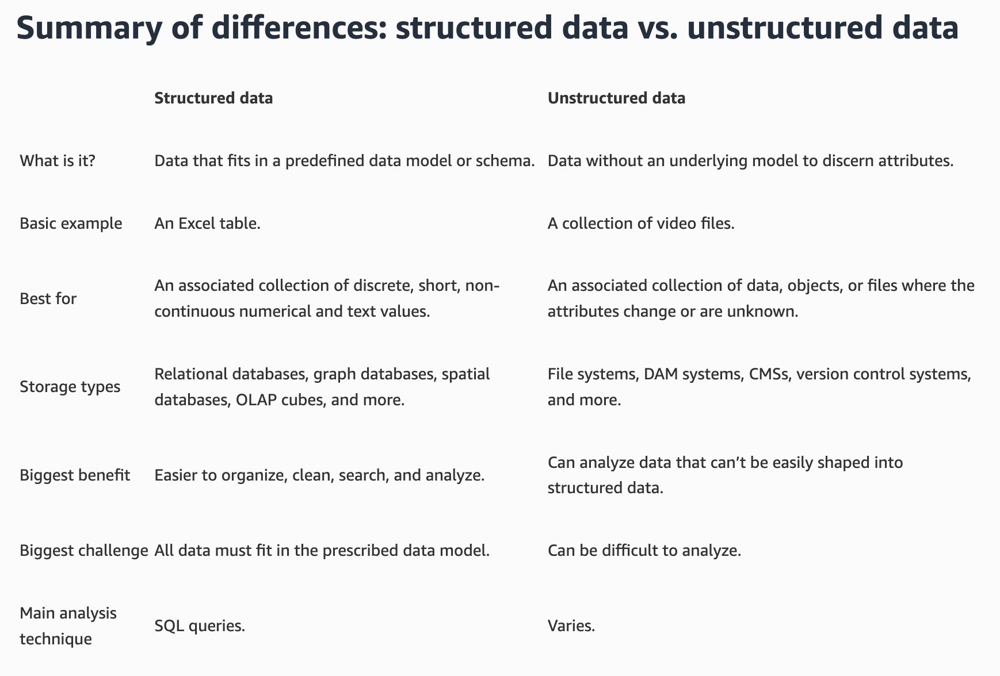 Summary of differences: structured data vs. unstructured data
Structured data
Unstructured data
What is it?
Data that fits in a predefined data model or schema.
Data without an underlying model to discern attributes.
Basic example
An Excel table.
A collection of video files.
Best for
An associated collection of discrete, short, non-
continuous numerical and text values.
An associated collection of data, objects, or files where the
attributes change or are unknown.
Storage types
Relational databases, graph databases, spatial
databases, OLAP cubes, and more.
File systems, DAM systems, CMSs, version control systems,
and more.
Biggest benefit
Easier to organize, clean, search, and analyze.
Can analyze data that can’t be easily shaped into
structured data.
Biggest challenge
All data must fit in the prescribed data model.
Can be difficult to analyze.
Main analysis
technique
SQL queries.
Varies.